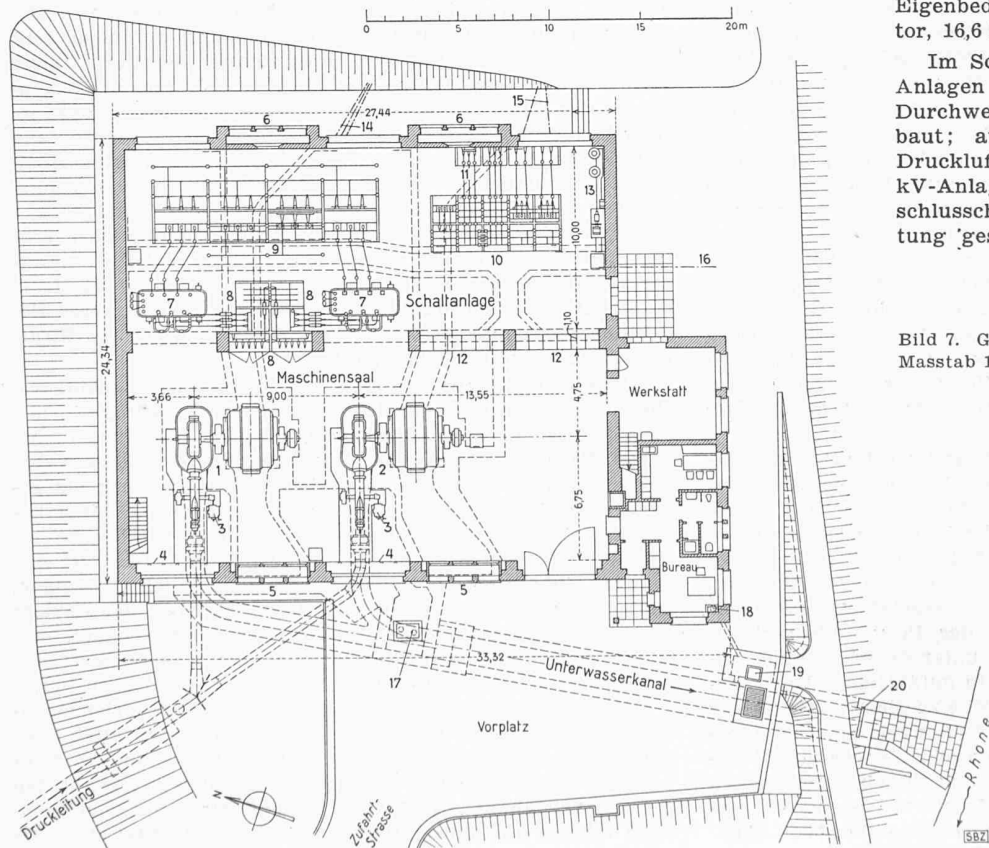 0 5 10 15 20m
Eigenbed
tor, 16,6
Im Sc
Anlagen
Durchwe
baut; a
Druckluf
kV-Anla
schlussch
tung ges
Bild 7. G
Masstab 1
27,44
6
14
6
15
11
13
9
10
10,00
16
7
8
8
7
Schaltanlage
8
12
12
1,10
24,34
Maschinensaal
Werkstatt
3,66
9,00
13,55
4,75
1
2
3
3
6,75
4
4
5
5
Bureau
18
17
33,32
Unterwasserkanal
19
20
Vorplatz
Druckleitung
N
Zufahrt-
Strasse
Rhone
SBZ